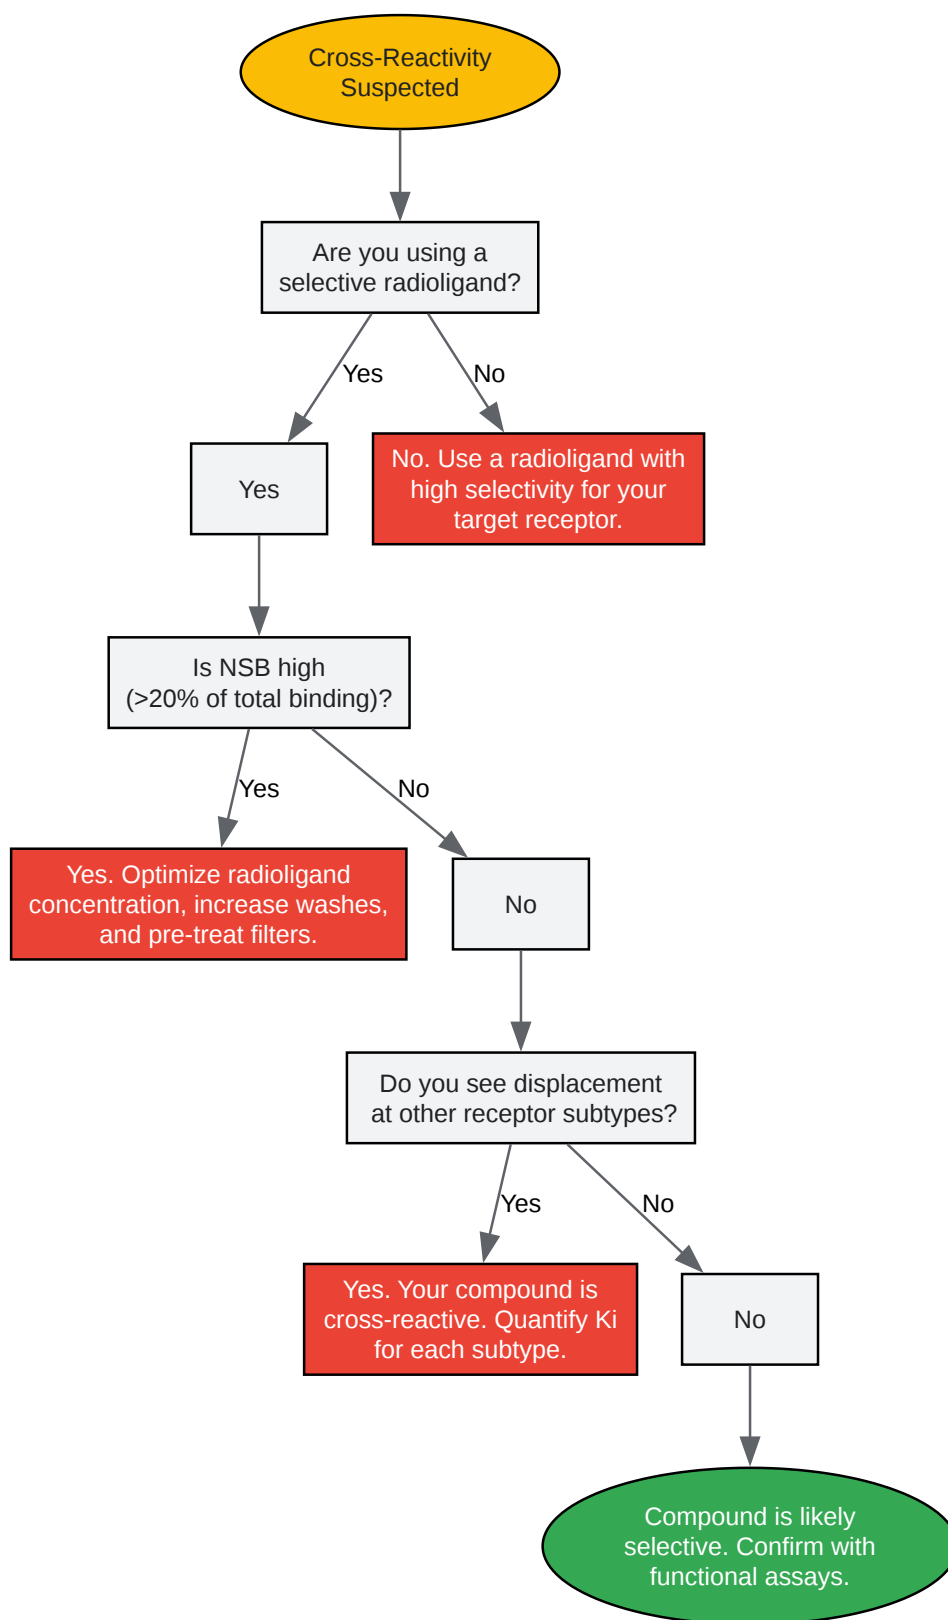 Cross-Reactivity
Suspected
Are you using a
selective radioligand?
Yes
No
Yes
No. Use a radioligand with
high selectivity for your
target receptor.
Is NSB high
(>20% of total binding)?
Yes
No
Yes. Optimize radioligand
concentration, increase washes,
and pre-treat filters.
No
Do you see displacement
at other receptor subtypes?
Yes
No
Yes. Your compound is
cross-reactive. Quantify Ki
for each subtype.
No
Compound is likely
selective. Confirm with
functional assays.